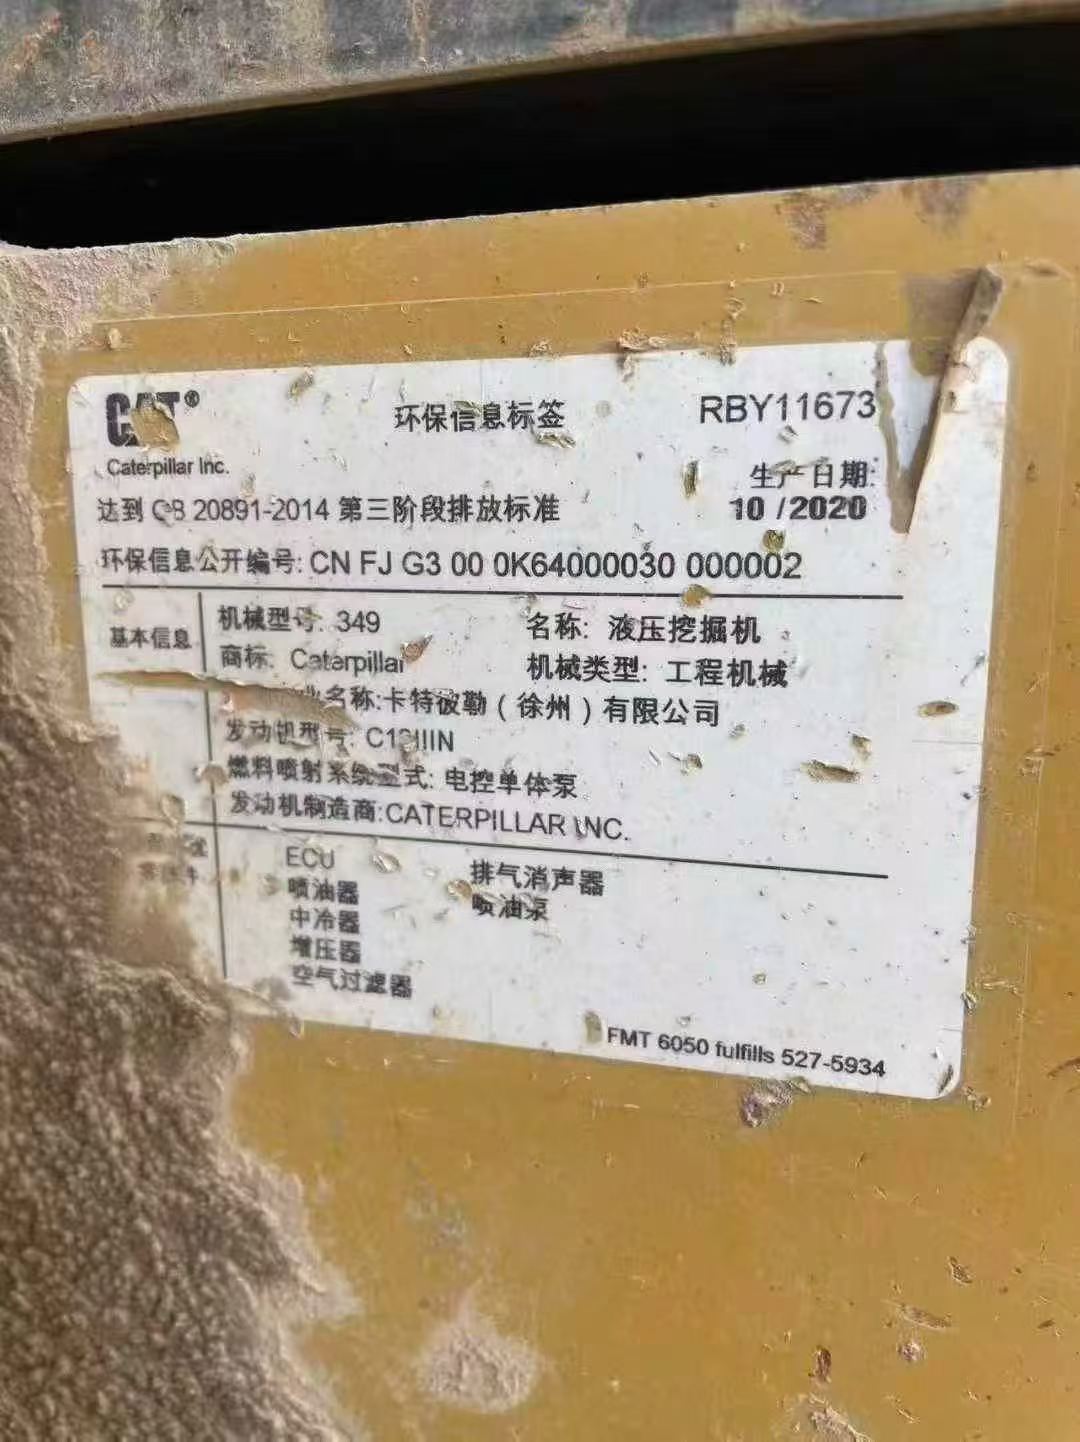 CAT®
Caterpillar Inc.
环保信息标签
RBY11673
生产日期:
10 /2020
达到 GB 20891-2014 第三阶段排放标准
环保信息公开编号: CN FJ G3 00 0K64000030 000002
基本信息
机械型号: 349
名称: 液压挖掘机
商标: Caterpillar
机械类型: 工程机械
名称:卡特彼勒（徐州）有限公司
发动机型号:
燃料喷射系统型式: 电控单体泵
发动机制造商:CATERPILLAR INC.
ECU
排气消声器
喷油器
喷油泵
中冷器
增压器
空气过滤器
FMT 6050 fulfills 527-5934